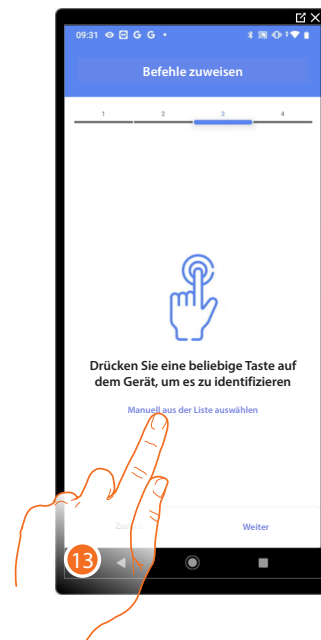 09:31 G G
Befehle zuweisen
1 2 3 4
Drücken Sie eine beliebige Taste auf
dem Gerät, um es zu identifizieren
Manuell aus der Liste auswählen
Weiter
13